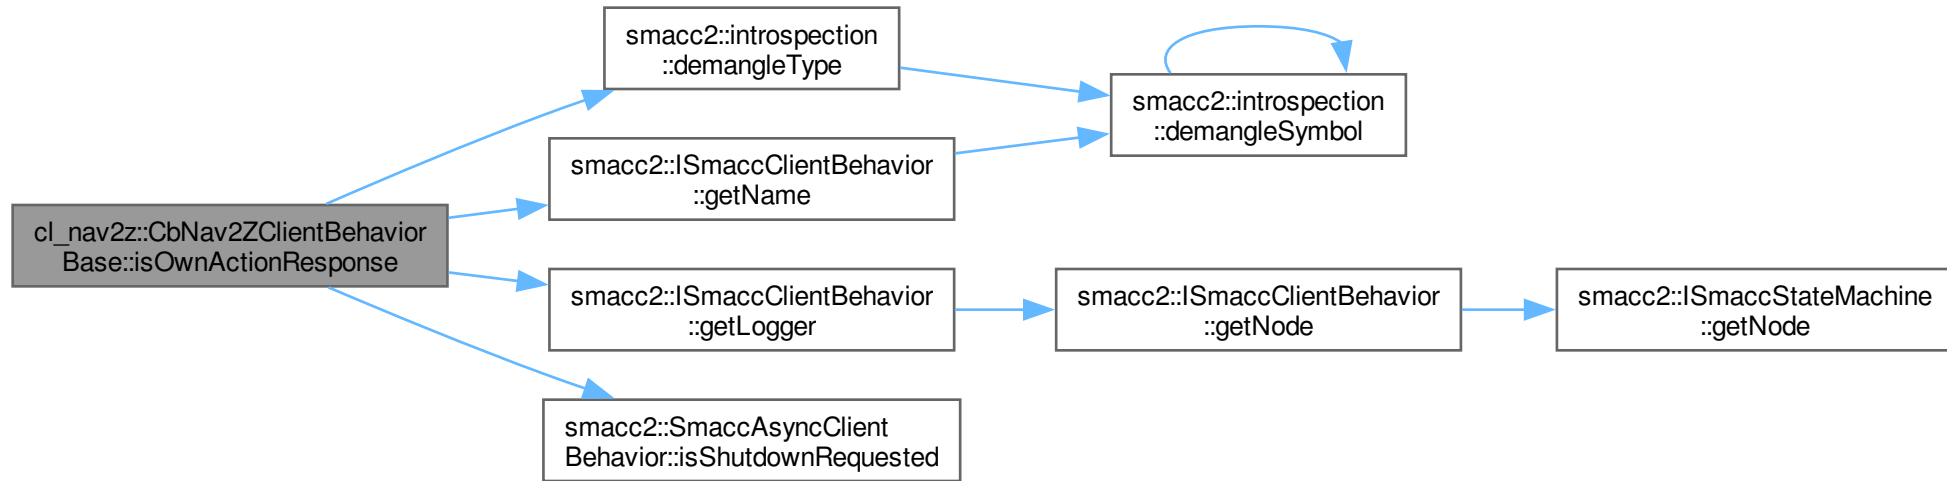 smacc2::introspection
::demangleType
smacc2::introspection
::demangleSymbol
smacc2::ISmaccClientBehavior
::getName
cl_nav2z::CbNav2ZClientBehavior
Base::isOwnActionResponse
smacc2::ISmaccClientBehavior
::getLogger
smacc2::ISmaccClientBehavior
::getNode
smacc2::ISmaccStateMachine
::getNode
smacc2::SmaccAsyncClient
Behavior::isShutdownRequested